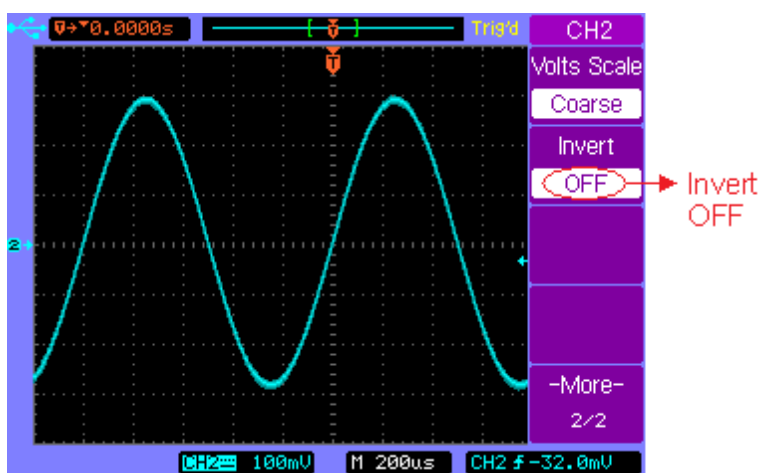 T→▼0.0000s
[ T ]
Trig'd
CH2
T
Volts Scale
Coarse
Invert
OFF
Invert
OFF
2
-More-
2/2
CH2 100mV
M 200us
CH2 -32.0mV